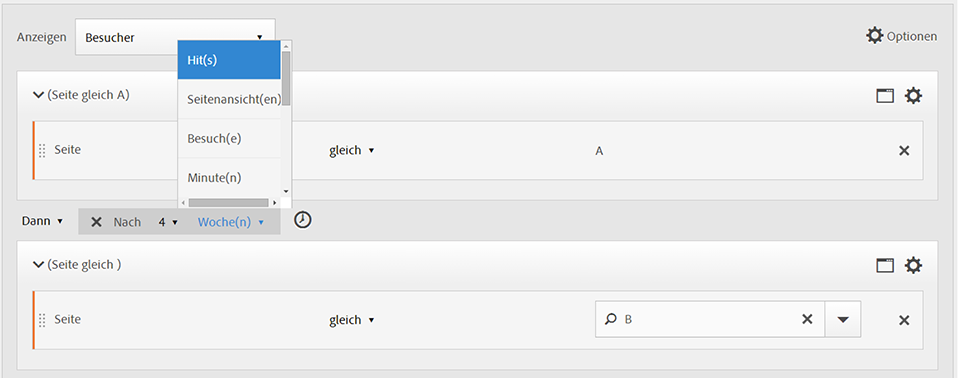 Anzeigen Besucher Optionen
Hit(s)
(Seite gleich A)
Seitenansicht(en)
Besuch(e)
Seite gleich A
Minute(n)
Dann Nach 4 Woche(n)
(Seite gleich )
Seite gleich B